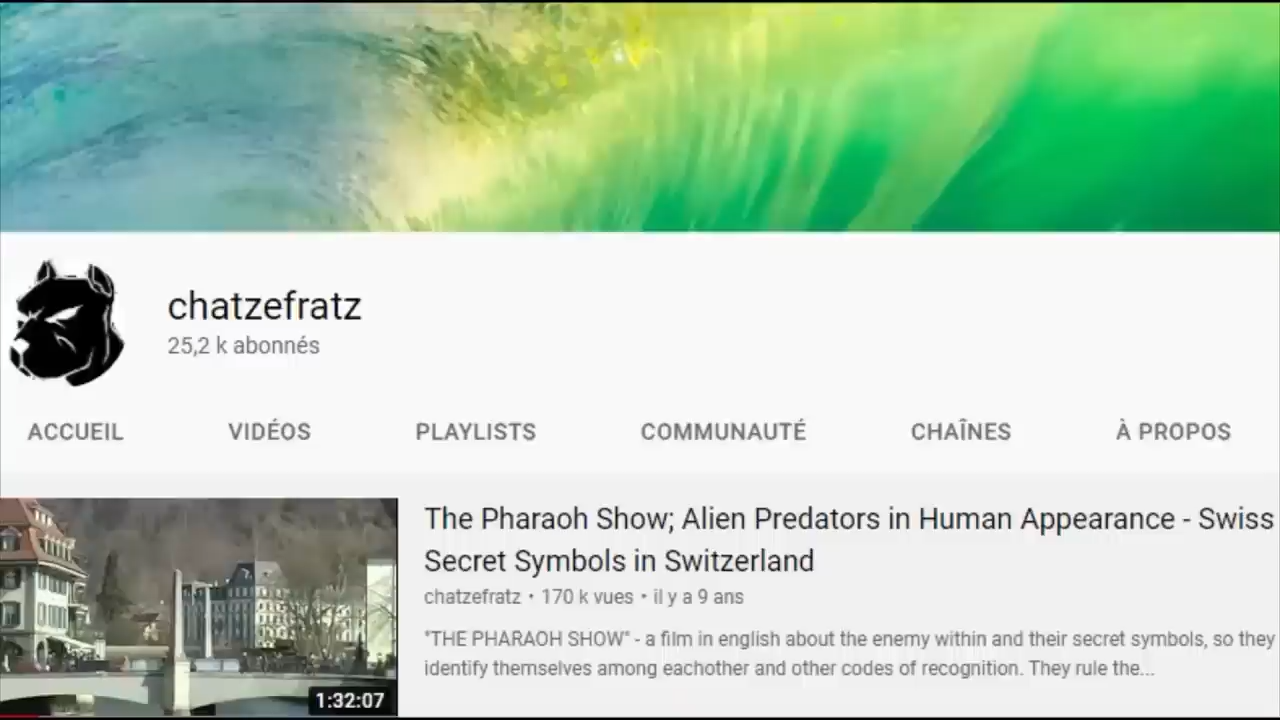 chatzefratz
25,2 k abonnés
ACCUEIL VIDÉOS PLAYLISTS COMMUNAUTÉ CHAÎNES À PROPOS
The Pharaoh Show; Alien Predators in Human Appearance - Swiss
Secret Symbols in Switzerland
chatzefratz • 170 k vues • il y a 9 ans
"THE PHARAOH SHOW" - a film in english about the enemy within and their secret symbols, so they
identify themselves among eachother and other codes of recognition. They rule the...
1:32:07